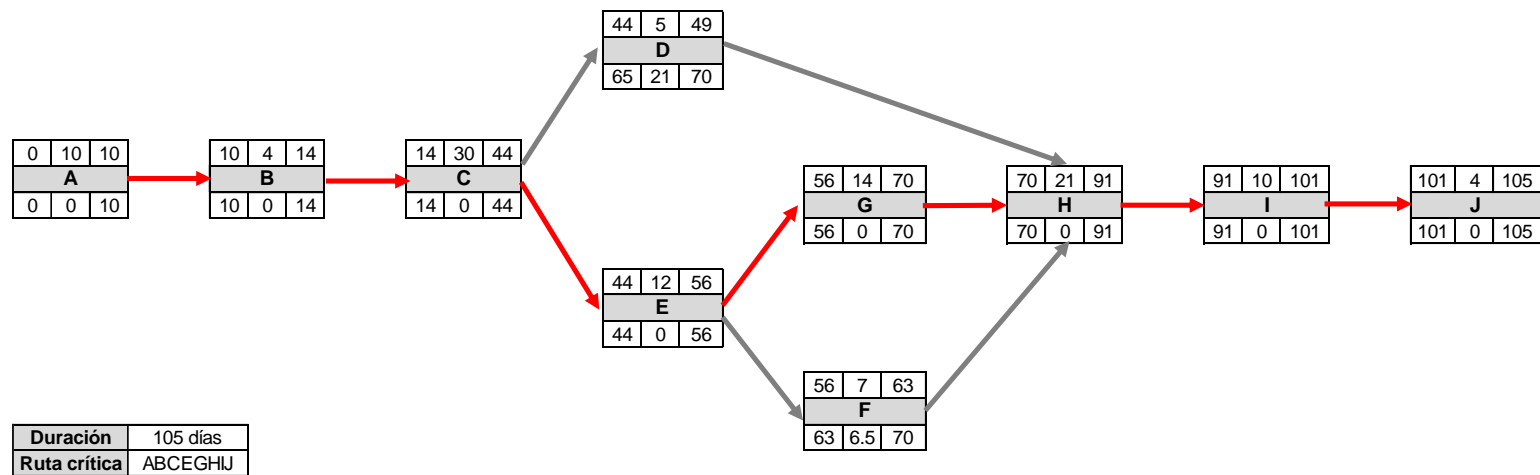 44 5 49
D
65 21 70
0 10 10
A
0 0 10
10 4 14
B
10 0 14
14 30 44
C
14 0 44
56 14 70
G
56 0 70
70 21 91
H
70 0 91
91 10 101
I
91 0 101
101 4 105
J
101 0 105
44 12 56
E
44 0 56
56 7 63
F
63 6.5 70
Duración 105 días
Ruta crítica ABCEGHIJ